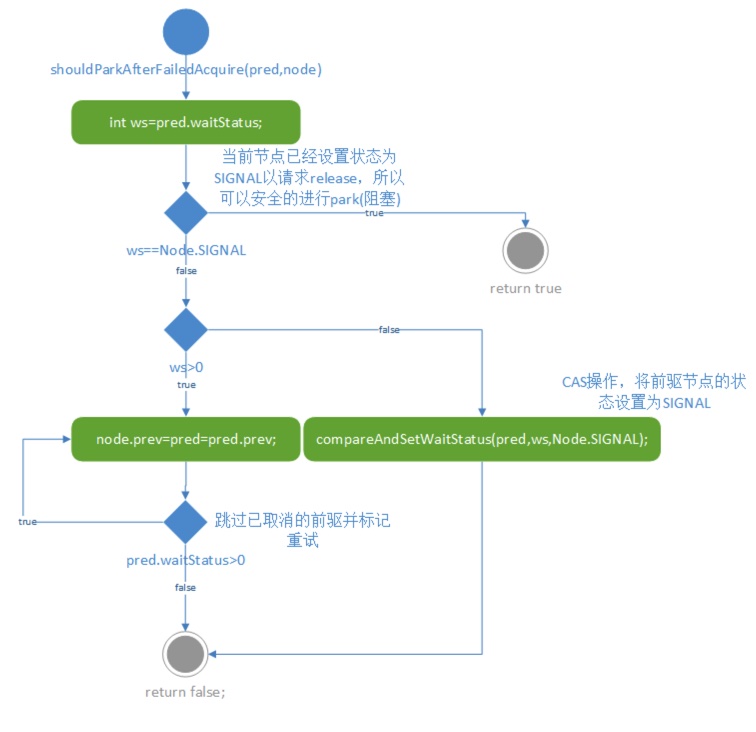 shouldParkAfterFailedAcquire(pred,node)
int ws=pred.waitStatus;
当前节点已经设置状态为
SIGNAL以请求release，所以
可以安全的进行park(阻塞)
true
ws==Node.SIGNAL
false
return true
false
ws>0
true
CAS操作，将前驱节点的状
态设置为SIGNAL
node.prev=pred=pred.prev;
compareAndSetWaitStatus(pred,ws,Node.SIGNAL);
true
跳过已取消的前驱并标记
重试
pred.waitStatus>0
false
return false;